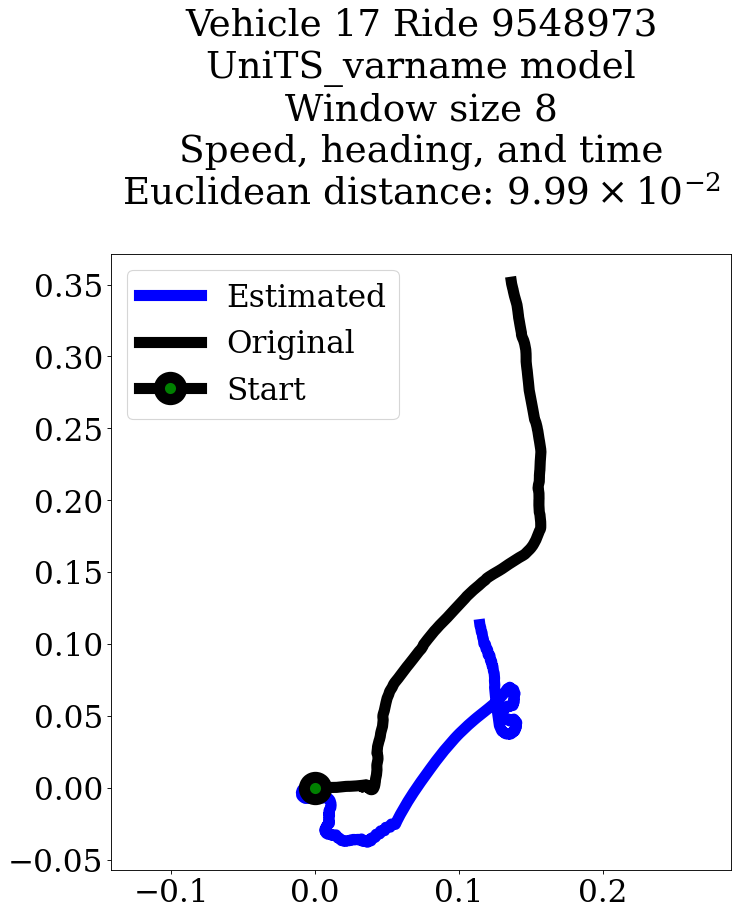 Vehicle 17 Ride 9548973
UniTS_varname model
Window size 8
Speed, heading, and time
Euclidean distance: 9.99 × 10⁻²
Estimated
Original
Start
0.35
0.30
0.25
0.20
0.15
0.10
0.05
0.00
−0.05
−0.1
0.0
0.1
0.2